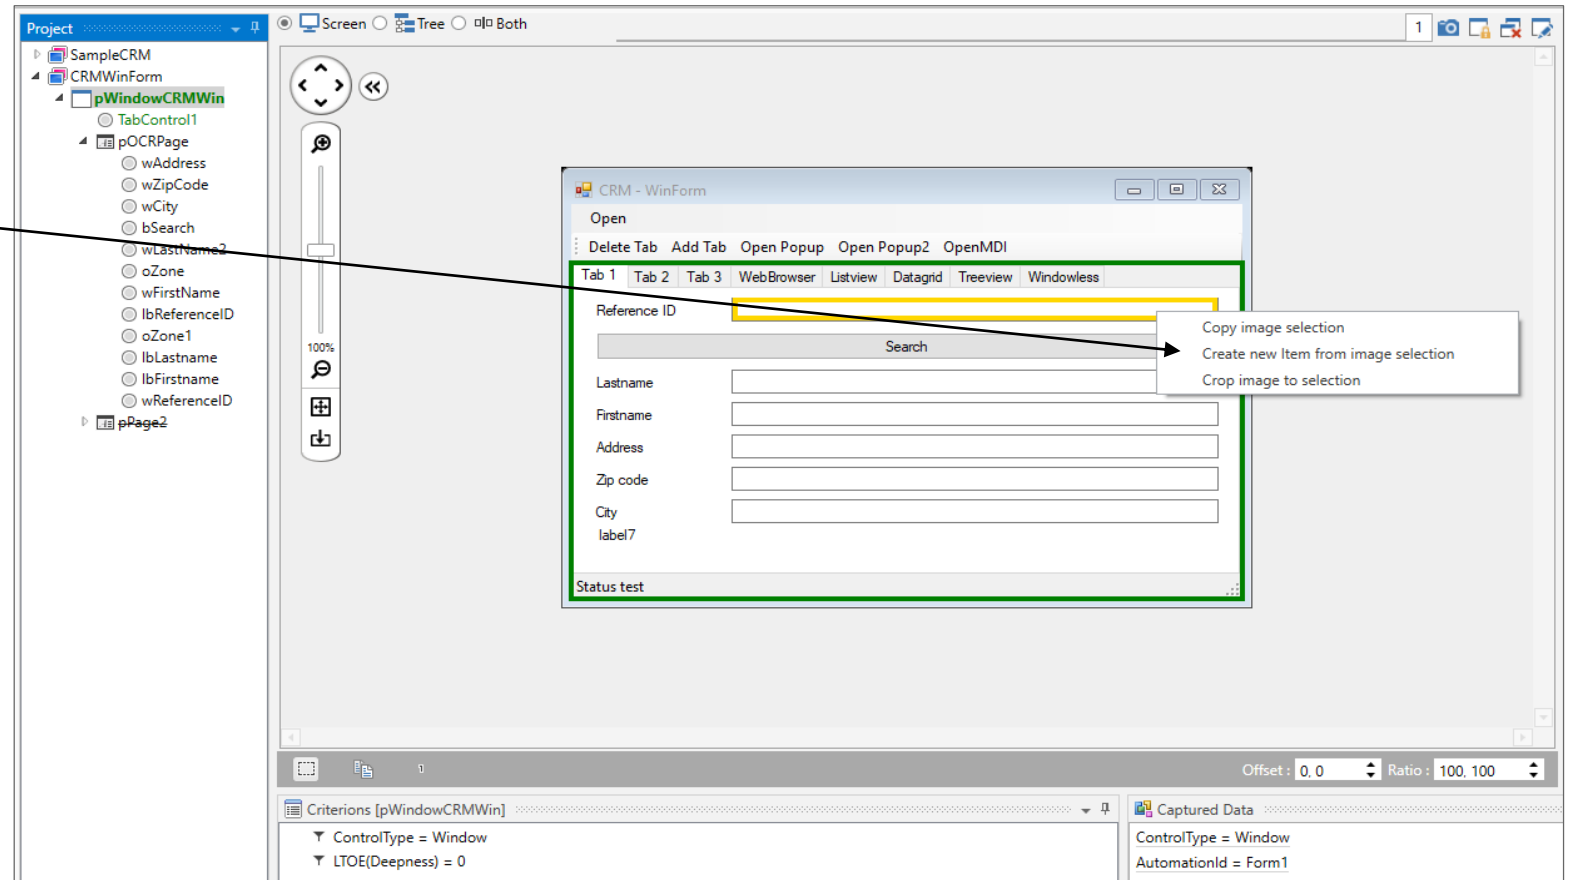 Project
Screen Tree Both
1
SampleCRM
CRMWinForm
pWindowCRMWin
TabControl1
pOCRPage
wAddress
wZipCode
wCity
bSearch
wLastName2
oZone
wFirstName
lbReferenceID
oZone1
lbLastname
lbFirstname
wReferenceID
pPage2
100%
CRM - WinForm
Open
Delete Tab Add Tab Open Popup Open Popup2 OpenMDI
Tab 1 Tab 2 Tab 3 WebBrowser Listview Datagrid Treeview Windowless
Reference ID
Search
Lastname
Firstname
Address
Zip code
City
label7
Status test
Copy image selection
Create new Item from image selection
Crop image to selection
1
Offset : 0, 0 Ratio : 100, 100
Criterions [pWindowCRMWin]
ControlType = Window
LTOE(Deepness) = 0
Captured Data
ControlType = Window
AutomationId = Form1